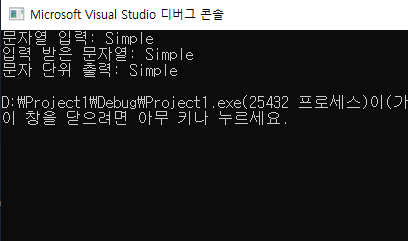 Microsoft Visual Studio 디버그 콘솔
문자열 입력: Simple
입력 받은 문자열: Simple
문자 단위 출력: Simple
D:\Project1\Debug\Project1.exe(25432 프로세스)이(가
이 창을 닫으려면 아무 키나 누르세요.